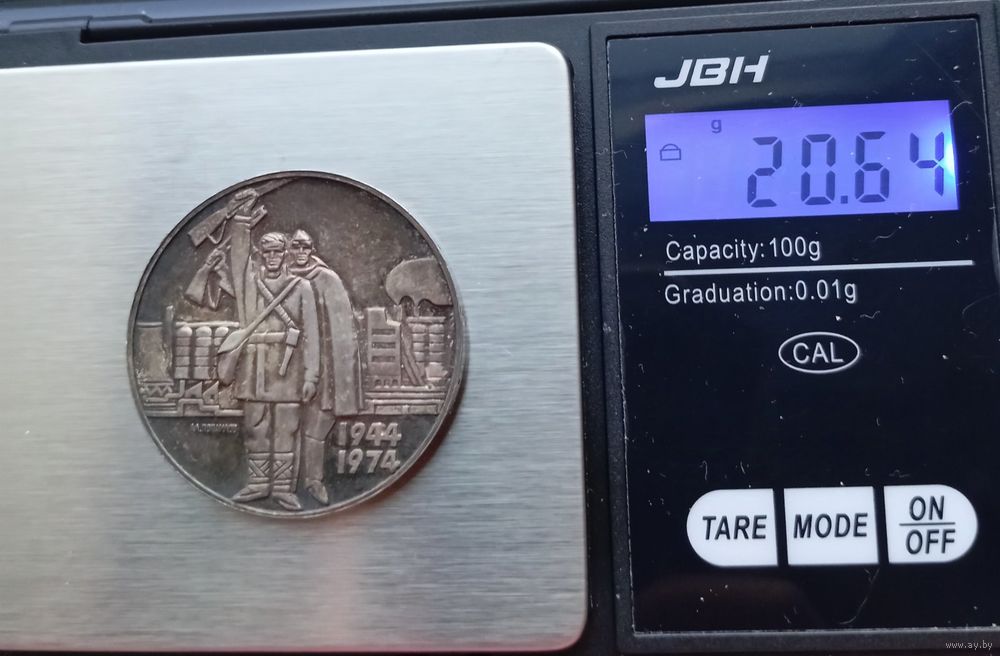 JBH
g
20.64
Capacity:100g
Graduation:0.01g
CAL
1944
1974
TARE
MODE
ON
OFF
www.ay.by